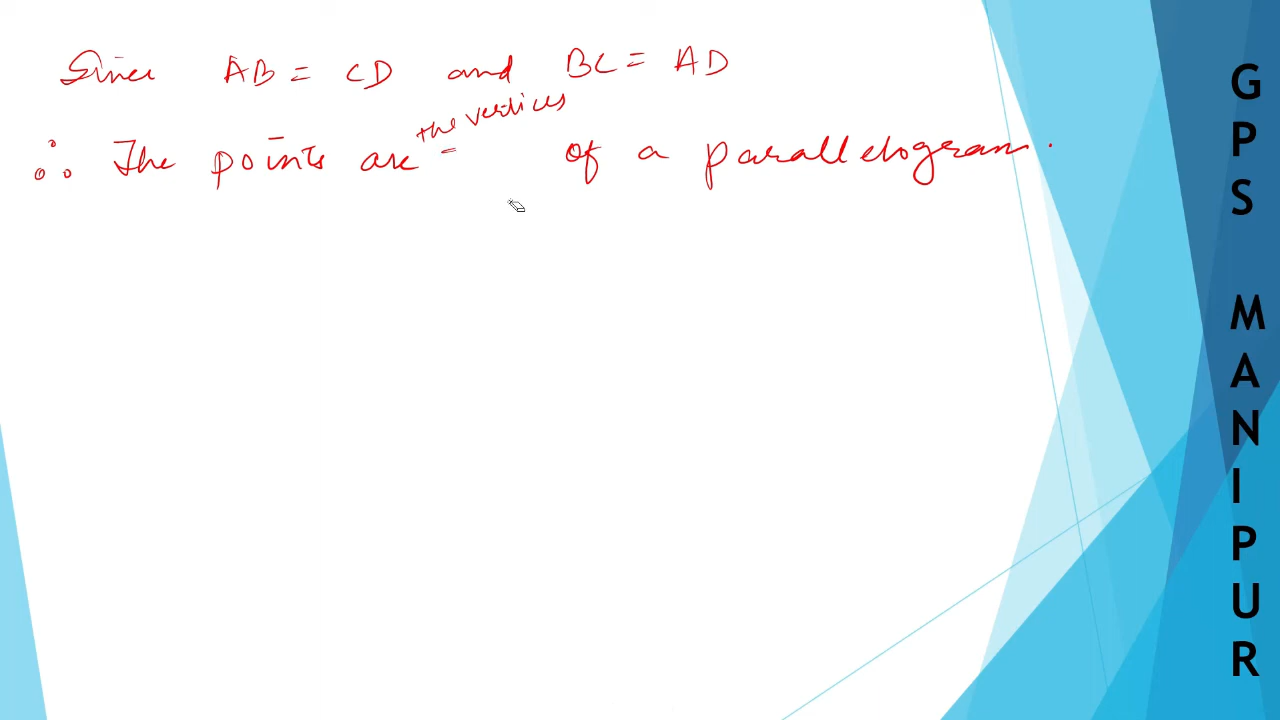 Since AB = CD and BC = AD
∴ The points are the vertices of a parallelogram.
GPS MANIPUR